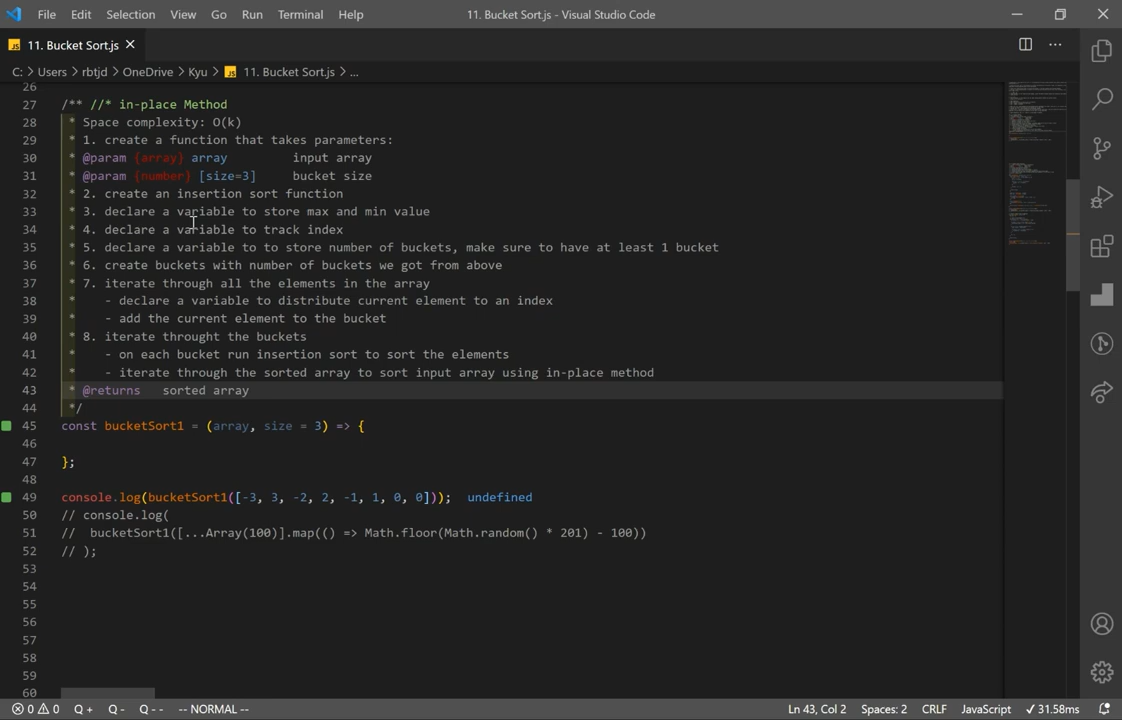 File Edit Selection View Go Run Terminal Help 11. Bucket Sort.js - Visual Studio Code
JS 11. Bucket Sort.js
C: > Users > rbtjd > OneDrive > Kyu > JS 11. Bucket Sort.js > ...
26
27 /** //* in-place Method
28 * Space complexity: O(k)
29 * 1. create a function that takes parameters:
30 * @param {array} array input array
31 * @param {number} [size=3] bucket size
32 * 2. create an insertion sort function
33 * 3. declare a variable to store max and min value
34 * 4. declare a variable to track index
35 * 5. declare a variable to to store number of buckets, make sure to have at least 1 bucket
36 * 6. create buckets with number of buckets we got from above
37 * 7. iterate through all the elements in the array
38 * - declare a variable to distribute current element to an index
39 * - add the current element to the bucket
40 * 8. iterate throught the buckets
41 * - on each bucket run insertion sort to sort the elements
42 * - iterate through the sorted array to sort input array using in-place method
43 * @returns sorted array
44 */
45 const bucketSort1 = (array, size = 3) => {
46
47 };
48
49 console.log(bucketSort1([-3, 3, -2, 2, -1, 1, 0, 0])); undefined
50 // console.log(
51 // bucketSort1([...Array(100)].map(() => Math.floor(Math.random() * 201) - 100))
52 // );
53
54
55
56
57
58
59
60
0 0 Q + Q - Q - - -- NORMAL -- Ln 43, Col 2 Spaces: 2 CRLF JavaScript ✓ 31.58ms